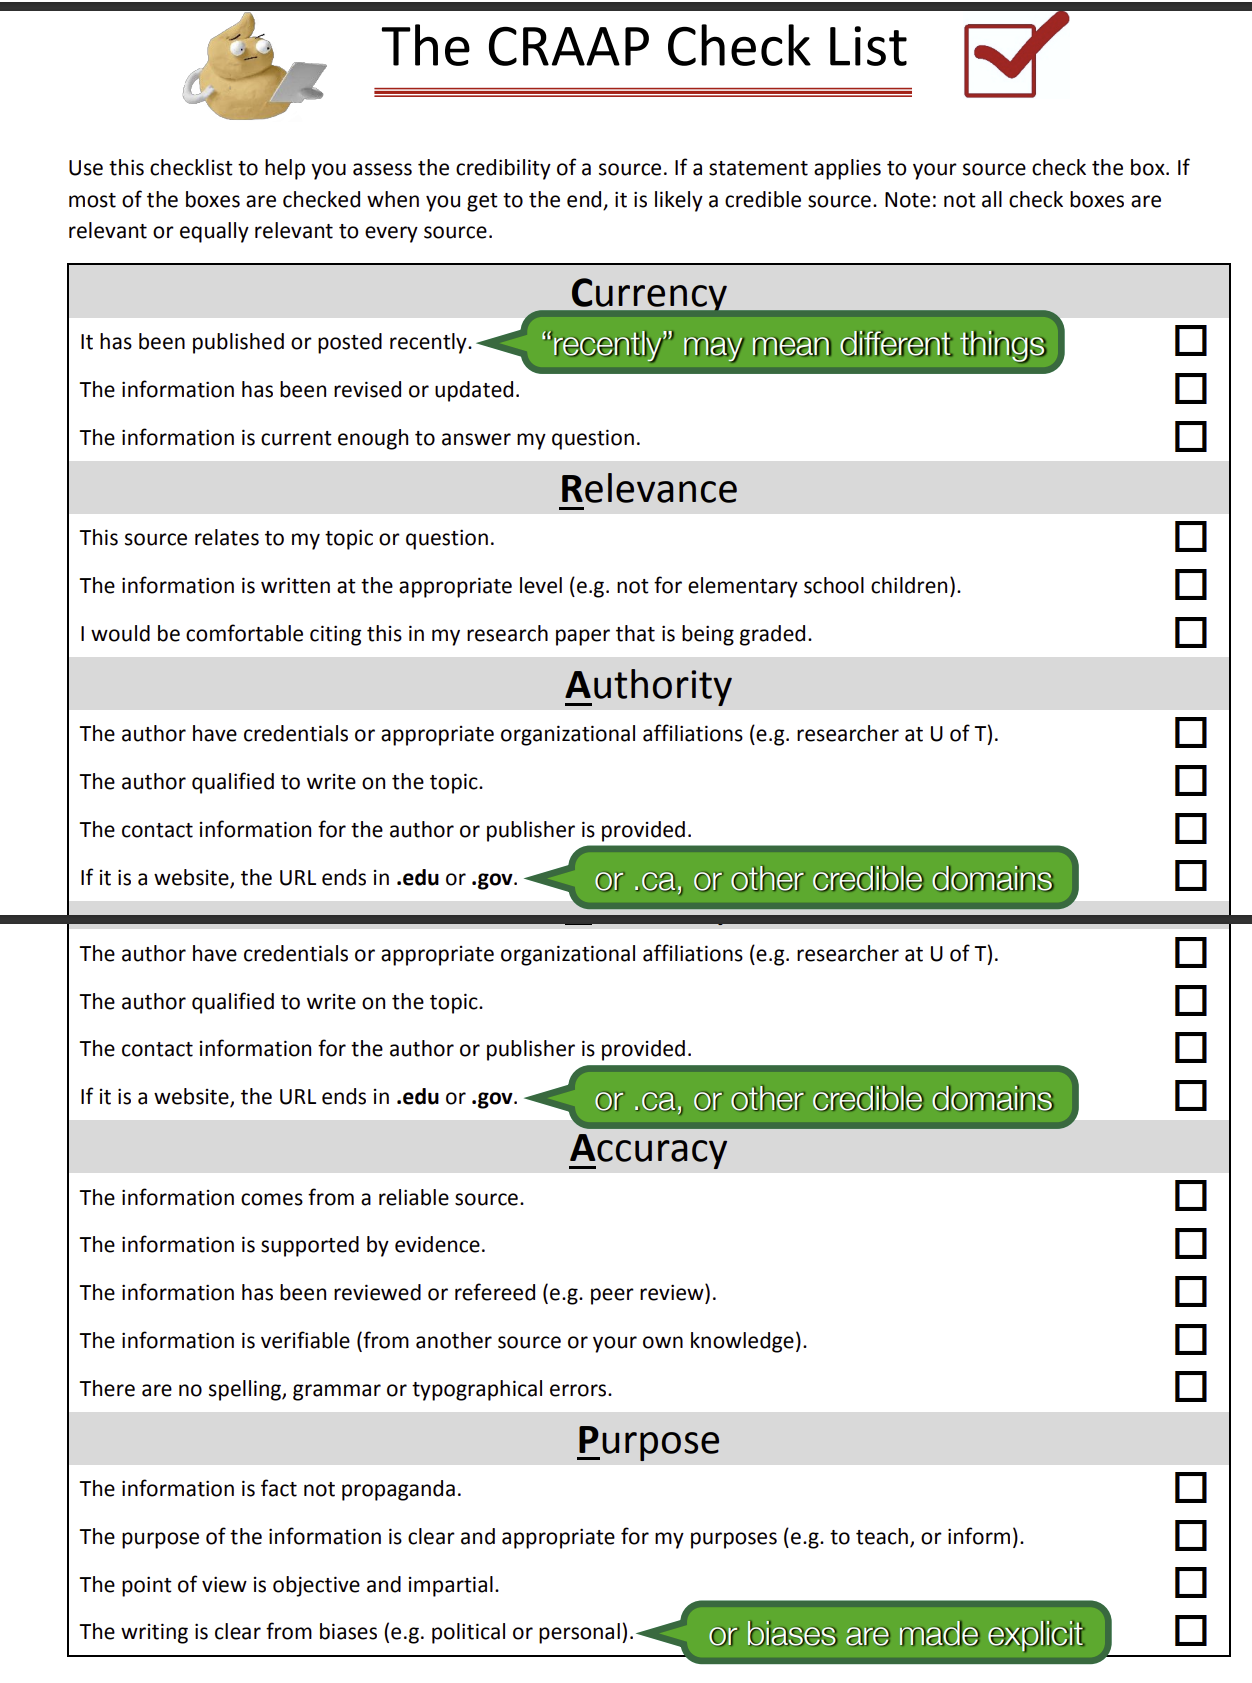 The CRAAP Check List
Use this checklist to help you assess the credibility of a source. If a statement applies to your source check the box. If
most of the boxes are checked when you get to the end, it is likely a credible source. Note: not all check boxes are
relevant or equally relevant to every source.
Currency
It has been published or posted recently.
“recently” may mean different things
The information has been revised or updated.
The information is current enough to answer my question.
Relevance
This source relates to my topic or question.
The information is written at the appropriate level (e.g. not for elementary school children).
I would be comfortable citing this in my research paper that is being graded.
Authority
The author have credentials or appropriate organizational affiliations (e.g. researcher at U of T).
The author qualified to write on the topic.
The contact information for the author or publisher is provided.
If it is a website, the URL ends in .edu or .gov.
or .ca, or other credible domains
The author have credentials or appropriate organizational affiliations (e.g. researcher at U of T).
The author qualified to write on the topic.
The contact information for the author or publisher is provided.
If it is a website, the URL ends in .edu or .gov.
or .ca, or other credible domains
Accuracy
The information comes from a reliable source.
The information is supported by evidence.
The information has been reviewed or refereed (e.g. peer review).
The information is verifiable (from another source or your own knowledge).
There are no spelling, grammar or typographical errors.
Purpose
The information is fact not propaganda.
The purpose of the information is clear and appropriate for my purposes (e.g. to teach, or inform).
The point of view is objective and impartial.
The writing is clear from biases (e.g. political or personal).
or biases are made explicit